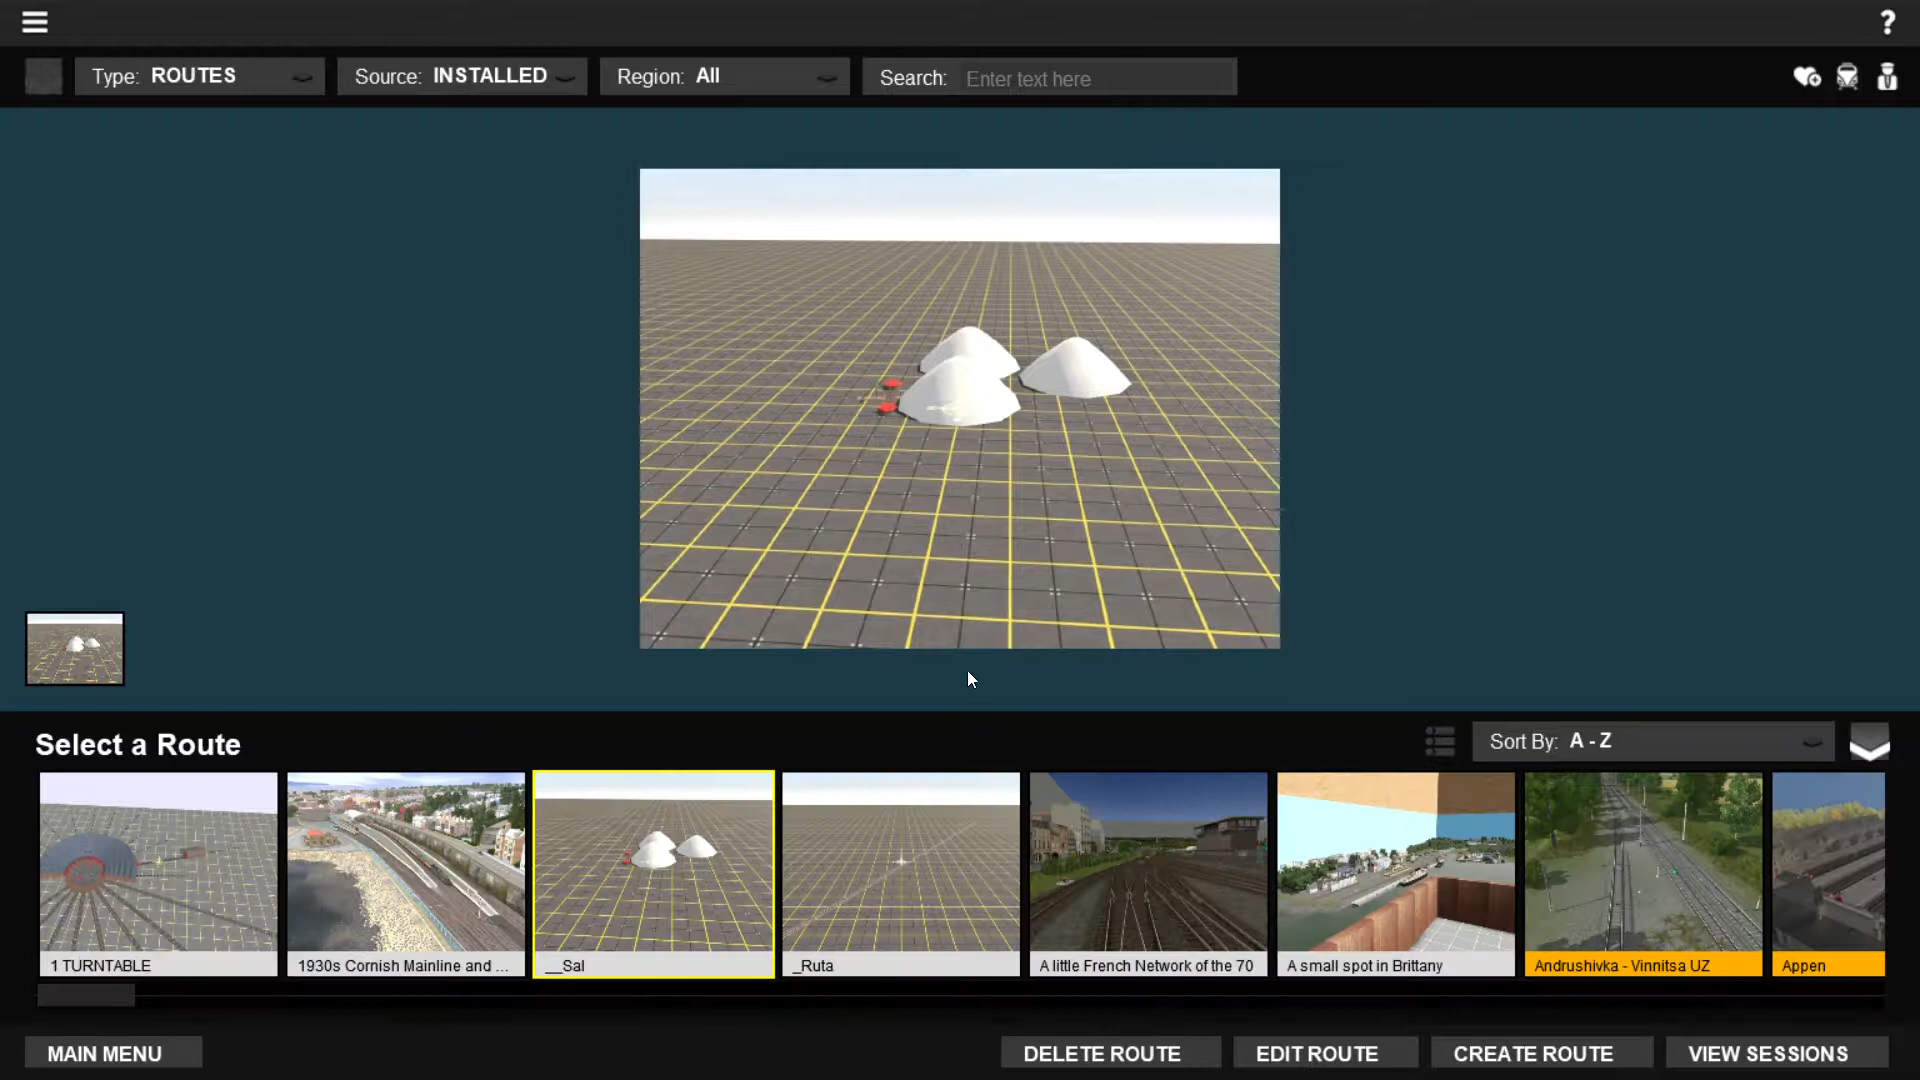 ?
Type: ROUTES
Source: INSTALLED
Region: All
Search: Enter text here
Select a Route
Sort By: A - Z
1 TURNTABLE
1930s Cornish Mainline and ...
__Sal
_Ruta
A little French Network of the 70
A small spot in Brittany
Andrushivka - Vinnitsa UZ
Appen
MAIN MENU
DELETE ROUTE
EDIT ROUTE
CREATE ROUTE
VIEW SESSIONS